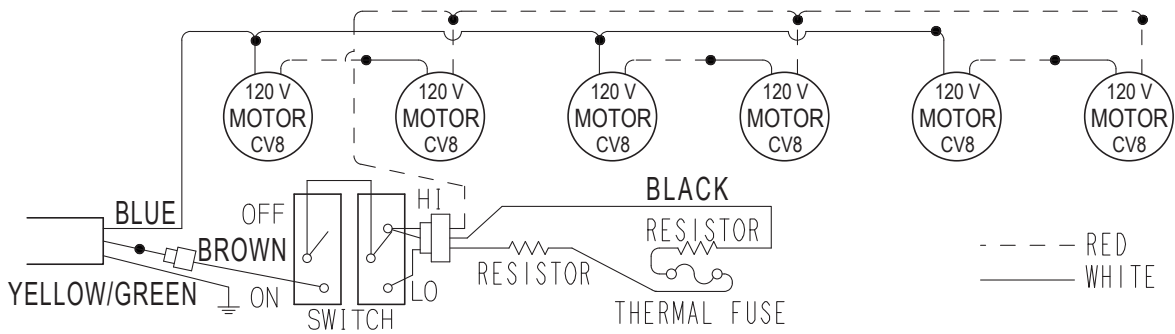 120 V
MOTOR
CV8
120 V
MOTOR
CV8
120 V
MOTOR
CV8
120 V
MOTOR
CV8
120 V
MOTOR
CV8
120 V
MOTOR
CV8
BLUE
OFF
HI
BLACK
RESISTOR
RED
BROWN
RESISTOR
WHITE
YELLOW/GREEN
ON
LO
THERMAL FUSE
SWITCH